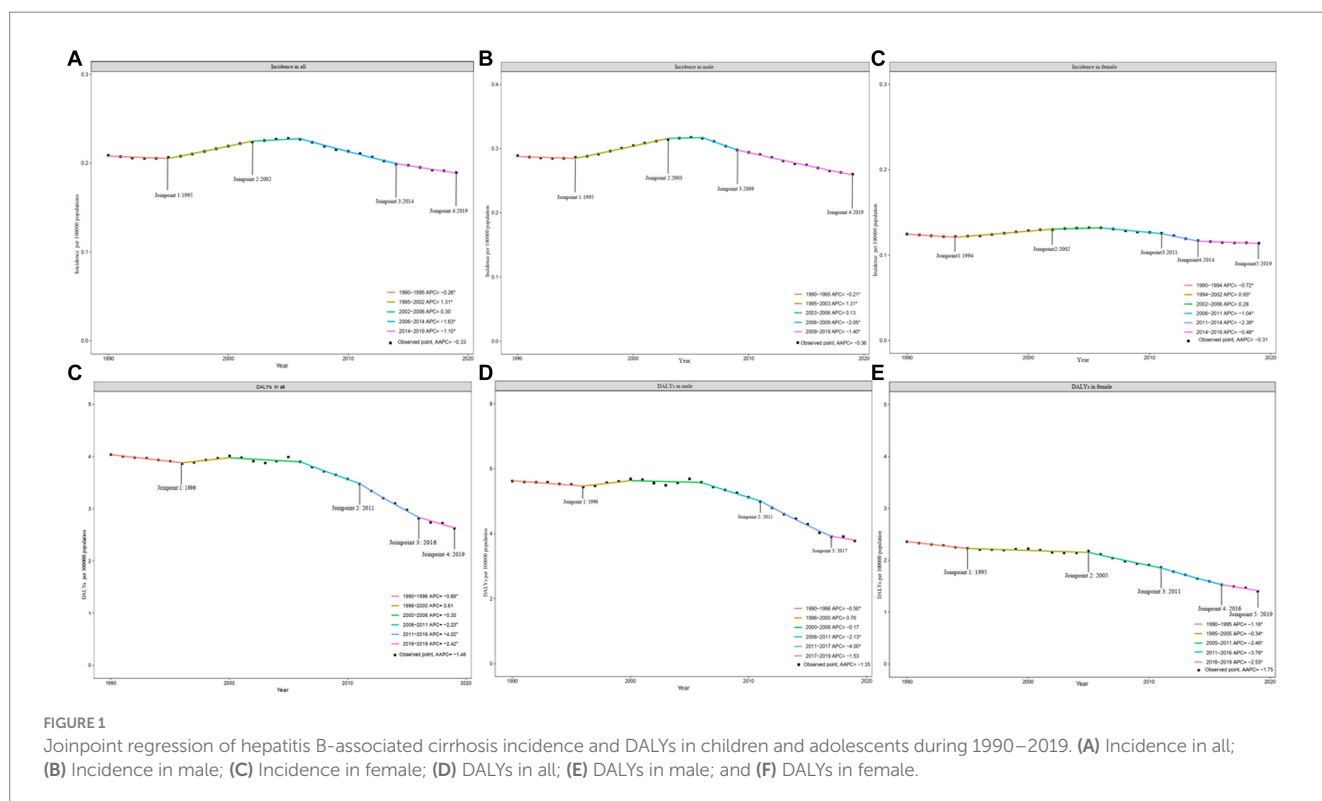 A
Incidence in all
0.3
0.2
0.1
0.0
Incidence per 100000 population
Joinpoint 1:1995
Joinpoint 2:2002
Joinpoint 3:2014
Joinpoint 4:2019
1990−1995 APC= −0.26*
1995−2002 APC= 1.31*
2002−2006 APC= 0.30
2006−2014 APC= −1.63*
2014−2019 APC= −1.10*
Observed point, AAPC= −0.33
1990
2000
2010
2020
Year
B
Incidence in male
0.4
0.3
0.2
0.1
0.0
Incidence per 100000 population
Joinpoint 1:1995
Joinpoint 2:2003
Joinpoint 3:2009
Joinpoint 4:2019
1990−1995 APC= −0.21*
1995−2003 APC= 1.31*
2003−2006 APC= 0.13
2006−2009 APC= −2.05*
2009−2019 APC= −1.40*
Observed point, AAPC= −0.36
1990
2000
2010
2020
Year
C
Incidence in female
0.3
0.2
0.1
0.0
Incidence per 100000 population
Joinpoint1:1994
Joinpoint2:2002
Joinpoint3:2011
Joinpoint4:2014
Joinpoint5:2019
1990−1994 APC= −0.72*
1994−2002 APC= 0.95*
2002−2006 APC= 0.28
2006−2011 APC= −1.04*
2011−2014 APC= −2.39*
2014−2019 APC= −0.48*
Observed point, AAPC= −0.31
1990
2000
2010
2020
Year
C
DALYs in all
5
4
3
2
1
0
DALYs per 100000 population
Joinpoint 1: 1996
Joinpoint 2: 2011
Joinpoint 3: 2016
Joinpoint 4: 2019
1990−1996 APC= −0.66*
1996−2000 APC= 0.61
2000−2006 APC= −0.33
2006−2011 APC= −2.23*
2011−2016 APC= −4.02*
2016−2019 APC= −2.42*
Observed point, AAPC= −1.46
1990
2000
2010
2020
Year
D
DALYs in male
8
6
4
2
0
DALYs per 100000 population
Joinpoint 1: 1996
Joinpoint 2: 2011
Joinpoint 3: 2017
1990−1996 APC= −0.50*
1996−2000 APC= 0.76
2000−2006 APC= −0.17
2006−2011 APC= −2.13*
2011−2017 APC= −4.00*
2017−2019 APC= −1.53
Observed point, AAPC= −1.35
1990
2000
2010
2020
Year
E
DALYs in female
5
4
3
2
1
0
DALYs per 100000 population
Joinpoint 1: 1995
Joinpoint 2: 2005
Joinpoint 3: 2011
Joinpoint 4: 2016
Joinpoint 5: 2019
1990−1995 APC= −1.16*
1995−2005 APC= −0.34*
2005−2011 APC= −2.46*
2011−2016 APC= −3.76*
2016−2019 APC= −2.55*
Observed point, AAPC= −1.75
1990
2000
2010
2020
Year
FIGURE 1
Joinpoint regression of hepatitis B-associated cirrhosis incidence and DALYs in children and adolescents during 1990–2019. (A) Incidence in all;
(B) Incidence in male; (C) Incidence in female; (D) DALYs in all; (E) DALYs in male; and (F) DALYs in female.